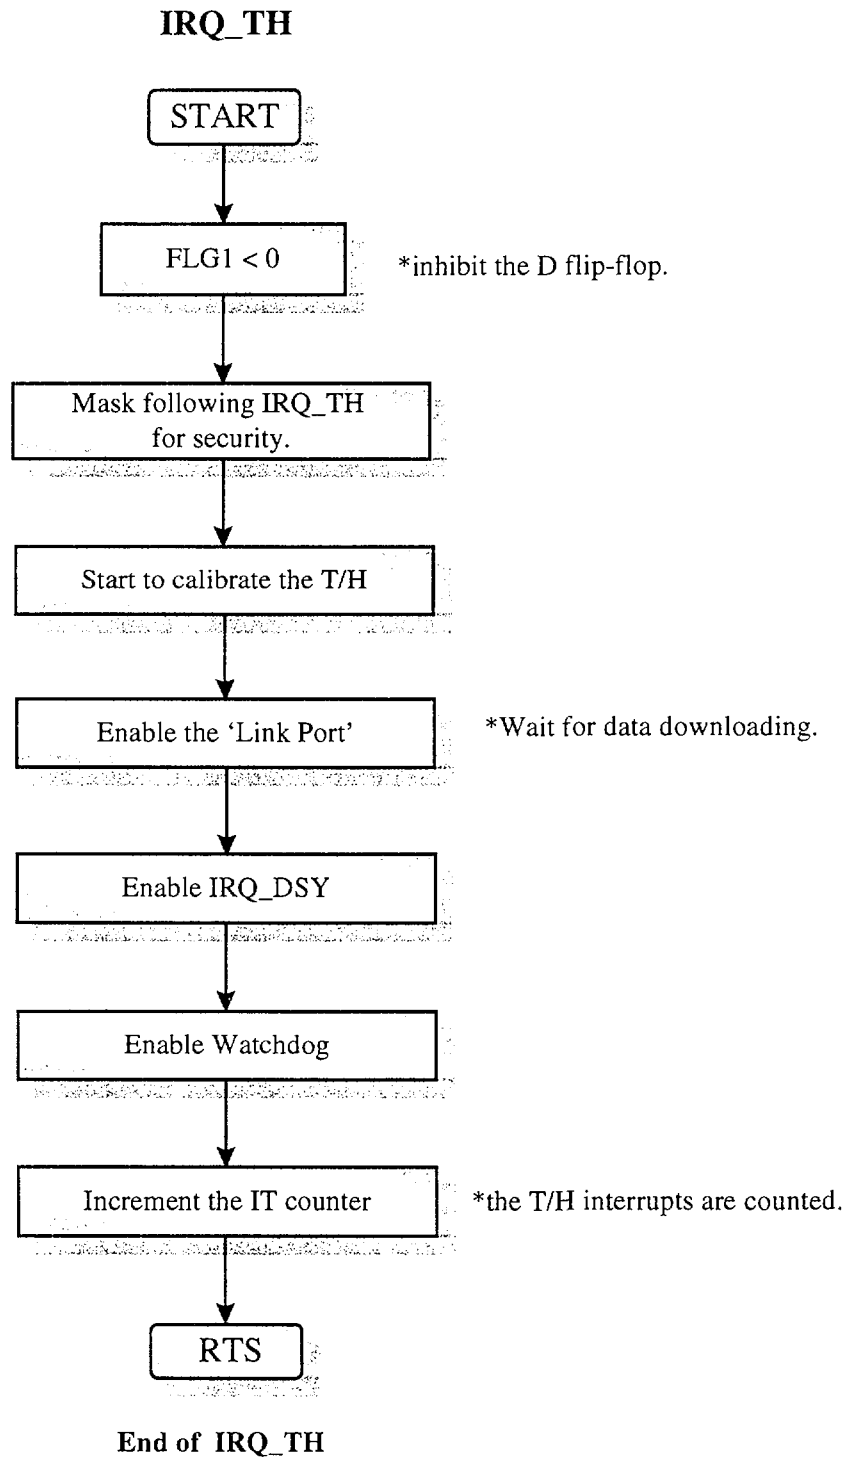 IRQ_TH
START
FLG1 < 0
*inhibit the D flip-flop.
Mask following IRQ_TH
for security.
Start to calibrate the T/H
Enable the ‘Link Port’
*Wait for data downloading.
Enable IRQ_DSY
Enable Watchdog
Increment the IT counter
*the T/H interrupts are counted.
RTS
End of IRQ_TH